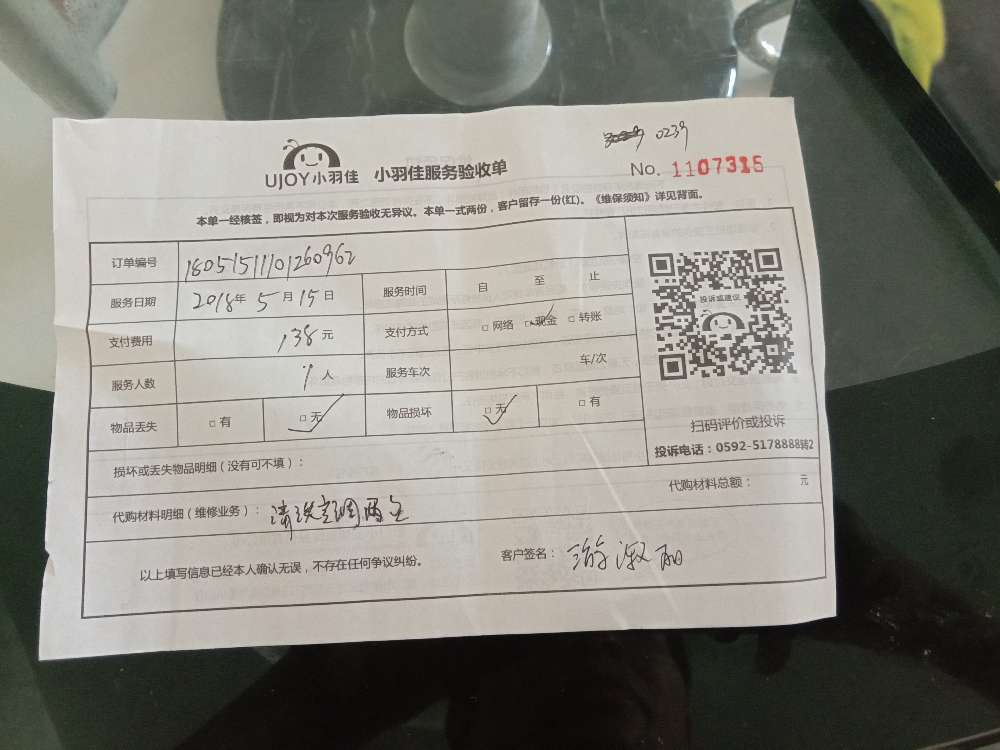 0239
UJOY小羽佳 小羽佳服务验收单 No. 1107315
本单一经核签，即视为对本次服务验收无异议。本单一式两份，客户留存一份(红)。《维保须知》详见背面。
订单编号 18051511101260962
服务日期 2018年 5月15日 服务时间 自 至 止
支付费用 138元 支付方式 □网络 □现金 □转账
服务人数 1人 服务车次 车/次
物品丢失 □有 □无 物品损坏 □无 □有
投诉或建议
扫码评价或投诉
投诉电话：0592-5178888转2
损坏或丢失物品明细（没有可不填）：
代购材料明细（维修业务）： 清洗空调两台 代购材料总额： 元
以上填写信息已经本人确认无误，不存在任何争议纠纷。 客户签名：